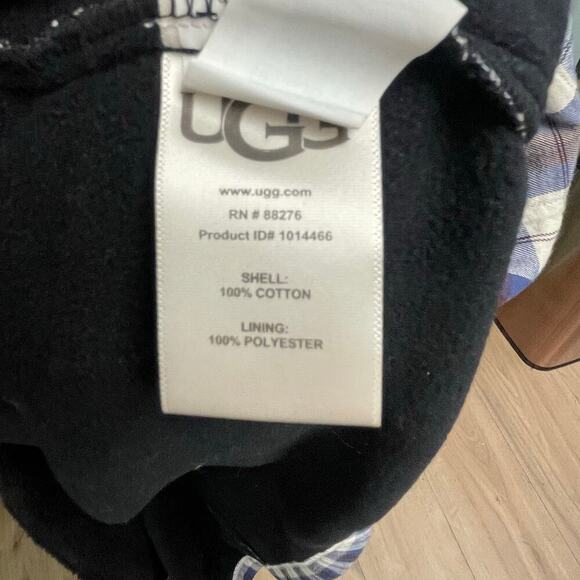 UGG
www.ugg.com
RN # 88276
Product ID# 1014466
SHELL:
100% COTTON
LINING:
100% POLYESTER